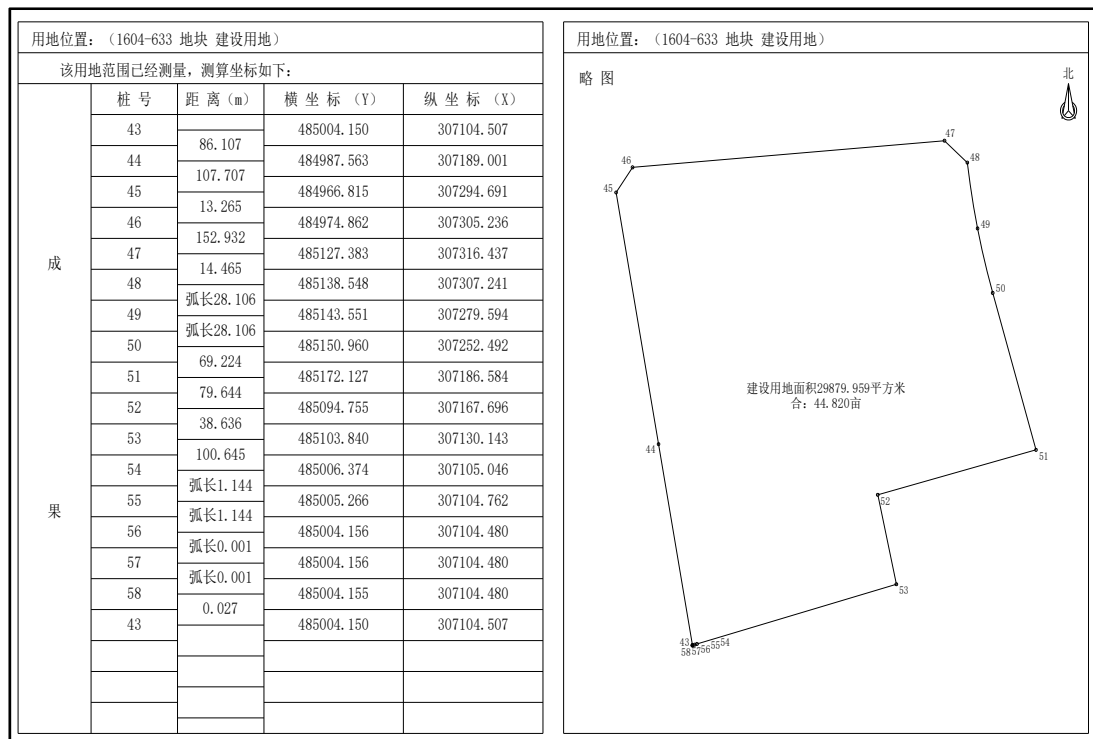 用地位置：（1604-633 地块 建设用地）
该用地范围已经测量，测算坐标如下：
成果
桩 号 距 离（m） 横 坐 标 （Y） 纵 坐 标 （X）
43 485004.150 307104.507
86.107
44 484987.563 307189.001
107.707
45 484966.815 307294.691
13.265
46 484974.862 307305.236
152.932
47 485127.383 307316.437
14.465
48 485138.548 307307.241
弧长28.106
49 485143.551 307279.594
弧长28.106
50 485150.960 307252.492
69.224
51 485172.127 307186.584
79.644
52 485094.755 307167.696
38.636
53 485103.840 307130.143
100.645
54 485006.374 307105.046
弧长1.144
55 485005.266 307104.762
弧长1.144
56 485004.156 307104.480
弧长0.001
57 485004.156 307104.480
弧长0.001
58 485004.155 307104.480
0.027
43 485004.150 307104.507
用地位置：（1604-633 地块 建设用地）
略 图
北
47
46
48
45
49
50
建设用地面积29879.959平方米
合：44.820亩
44
51
52
53
43
58 57 56 55 54